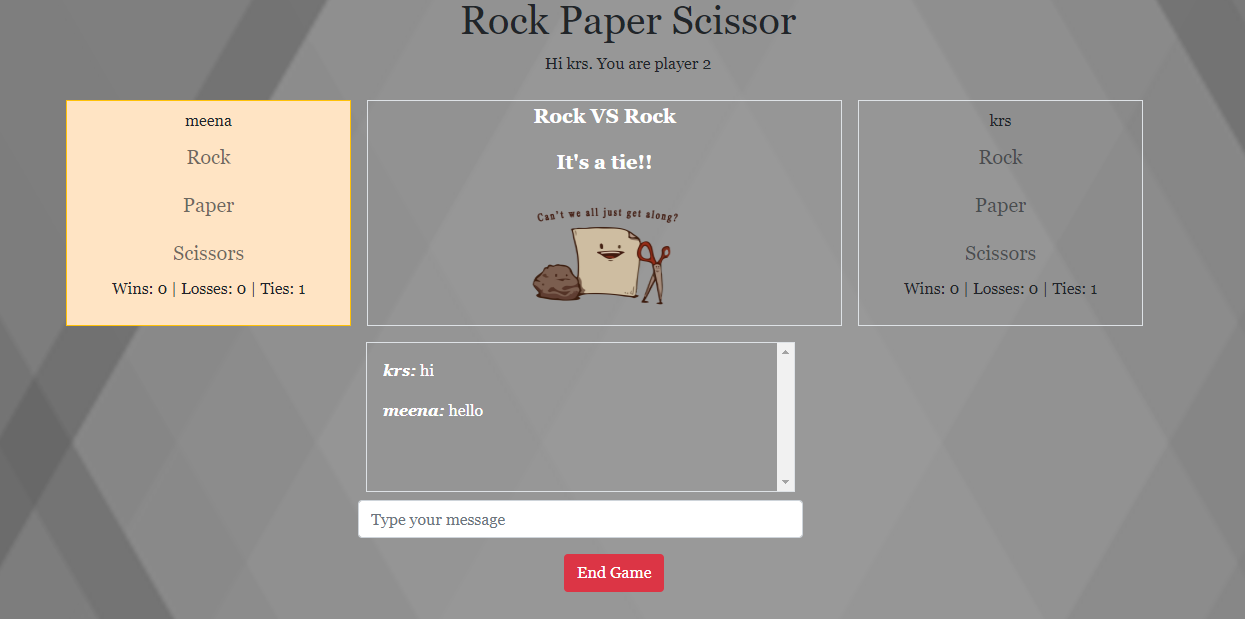 Rock Paper Scissor
Hi krs. You are player 2
meena
Rock
Paper
Scissors
Wins: 0 | Losses: 0 | Ties: 1
Rock VS Rock
It's a tie!!
Can't we all just get along?
krs
Rock
Paper
Scissors
Wins: 0 | Losses: 0 | Ties: 1
krs: hi
meena: hello
Type your message
End Game